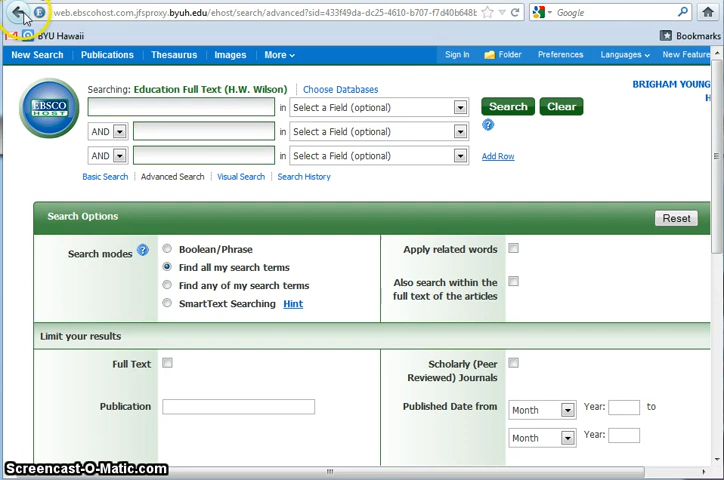 web.ebscohost.com.jfsproxy.byuh.edu/ehost/search/advanced?sid=433f49da-dc25-4610-b707-f7d40b648b
Google
BYU Hawaii
Bookmarks
New Search Publications Thesaurus Images More
Sign In Folder Preferences Languages
Searching: Education Full Text (H.W. Wilson) Choose Databases
BRIGHAM YOUNG
H
EBSCO
HOST
in Select a Field (optional) Search Clear
AND in Select a Field (optional)
AND in Select a Field (optional) Add Row
Basic Search Advanced Search Visual Search Search History
Search Options Reset
Search modes
Boolean/Phrase
Find all my search terms
Find any of my search terms
SmartText Searching Hint
Apply related words
Also search within the
full text of the articles
Limit your results
Full Text
Scholarly (Peer
Reviewed) Journals
Publication
Published Date from Month Year: to
Month Year:
Screencast-O-Matic.com